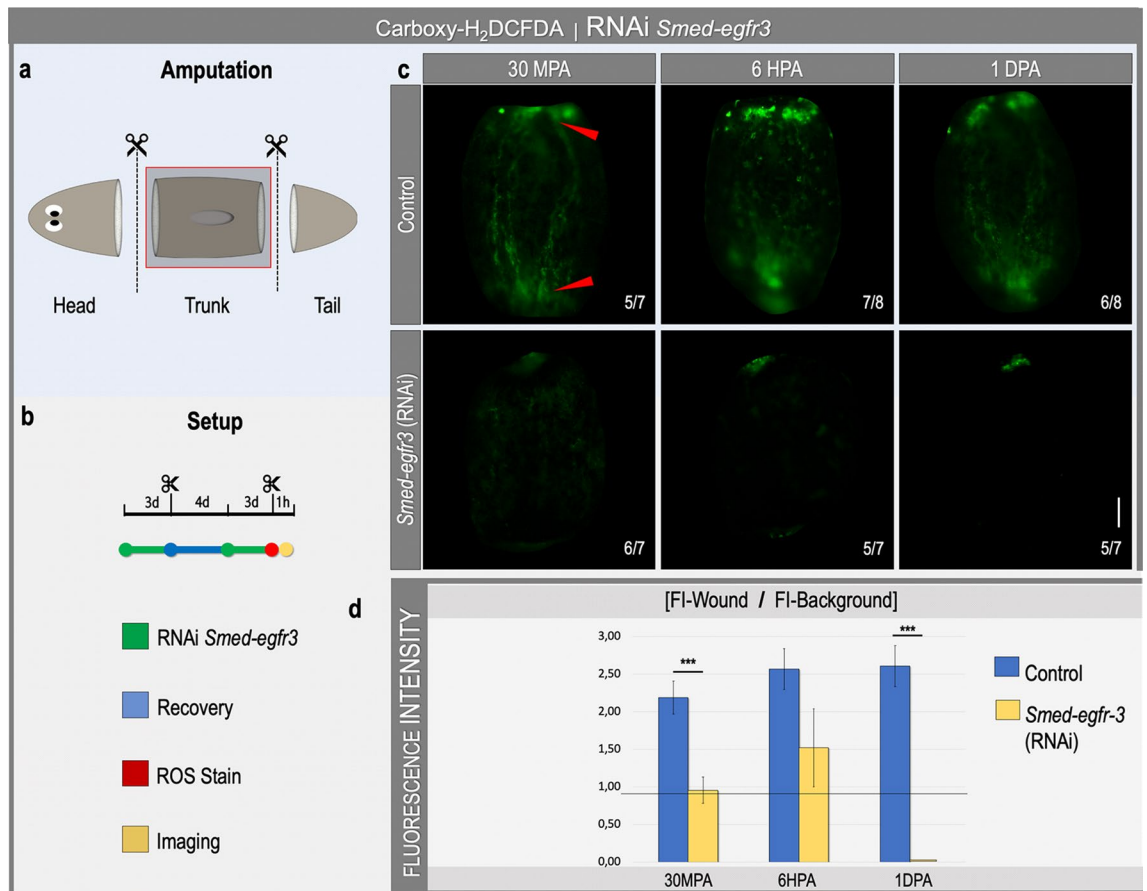 Carboxy-H₂DCFDA | RNAi Smed-egfr3
a
Amputation
Head Trunk Tail
b
Setup
3d 4d 3d 1h
RNAi Smed-egfr3
Recovery
ROS Stain
Imaging
c
30 MPA 6 HPA 1 DPA
Control
5/7 7/8 6/8
Smed-egfr3 (RNAi)
6/7 5/7 5/7
d
FLUORESCENCE INTENSITY
[FI-Wound / FI-Background]
3,00
2,50
2,00
1,50
1,00
0,50
0,00
*** ***
30MPA 6HPA 1DPA
Control
Smed-egfr-3
(RNAi)